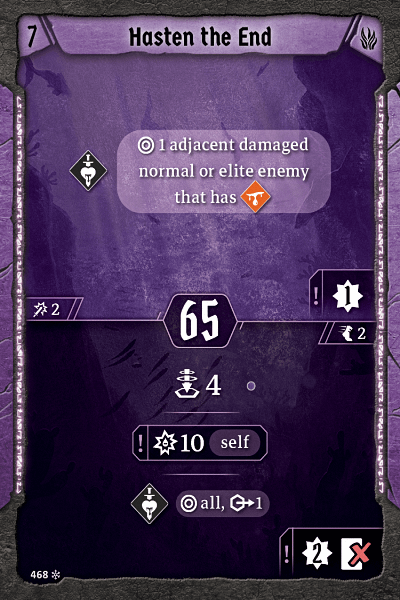 7
Hasten the End
1 adjacent damaged
normal or elite enemy
that has
! 1
2
65
2
4
! 10 self
all, 1
! 2
468